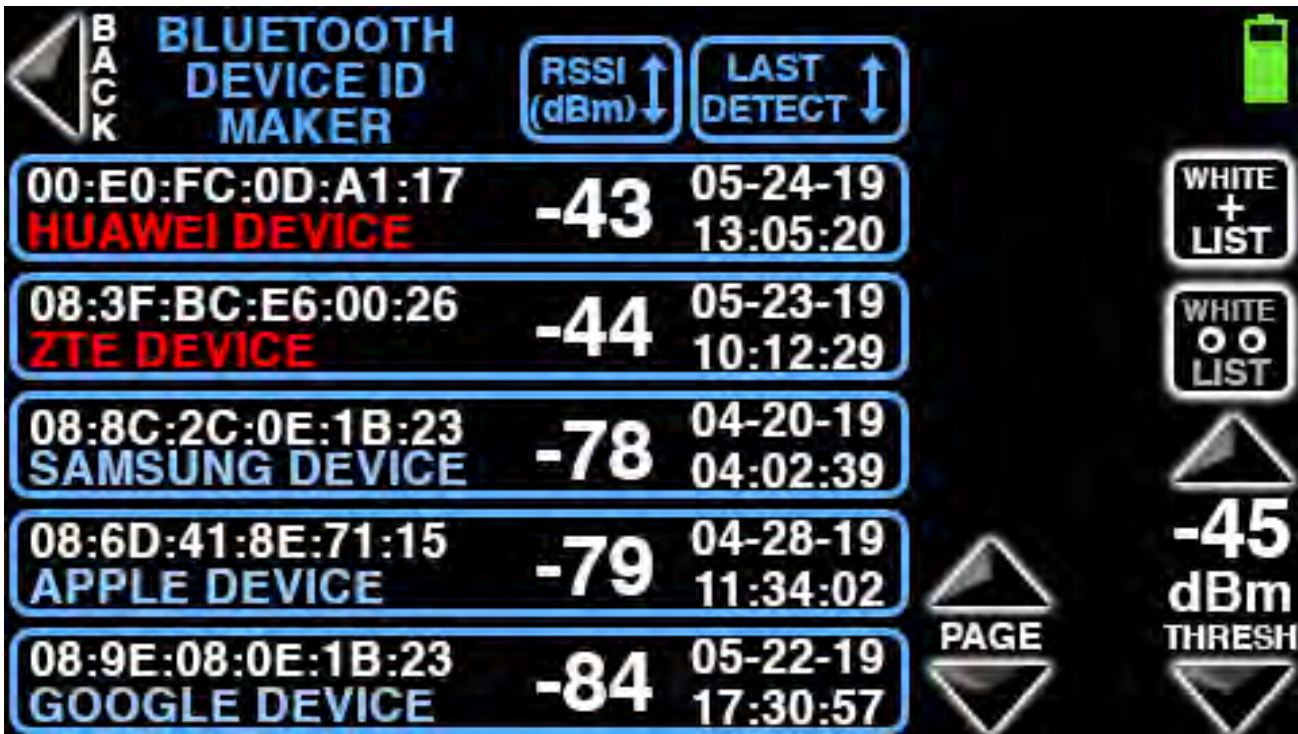 BACK
BLUETOOTH
DEVICE ID
MAKER
RSSI
(dBm)
LAST
DETECT
00:E0:FC:0D:A1:17
HUAWEI DEVICE
-43
05-24-19
13:05:20
08:3F:BC:E6:00:26
ZTE DEVICE
-44
05-23-19
10:12:29
08:8C:2C:0E:1B:23
SAMSUNG DEVICE
-78
04-20-19
04:02:39
08:6D:41:8E:71:15
APPLE DEVICE
-79
04-28-19
11:34:02
08:9E:08:0E:1B:23
GOOGLE DEVICE
-84
05-22-19
17:30:57
PAGE
WHITE
+
LIST
WHITE
LIST
-45
dBm
THRESH